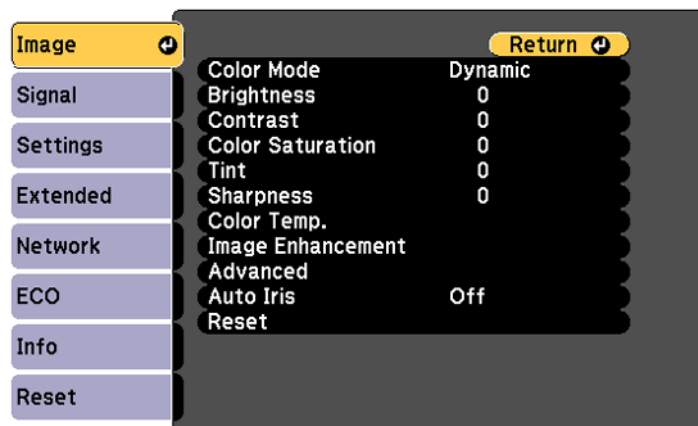 Image
Signal
Settings
Extended
Network
ECO
Info
Reset
Return
Color Mode Dynamic
Brightness 0
Contrast 0
Color Saturation 0
Tint 0
Sharpness 0
Color Temp.
Image Enhancement
Advanced
Auto Iris Off
Reset